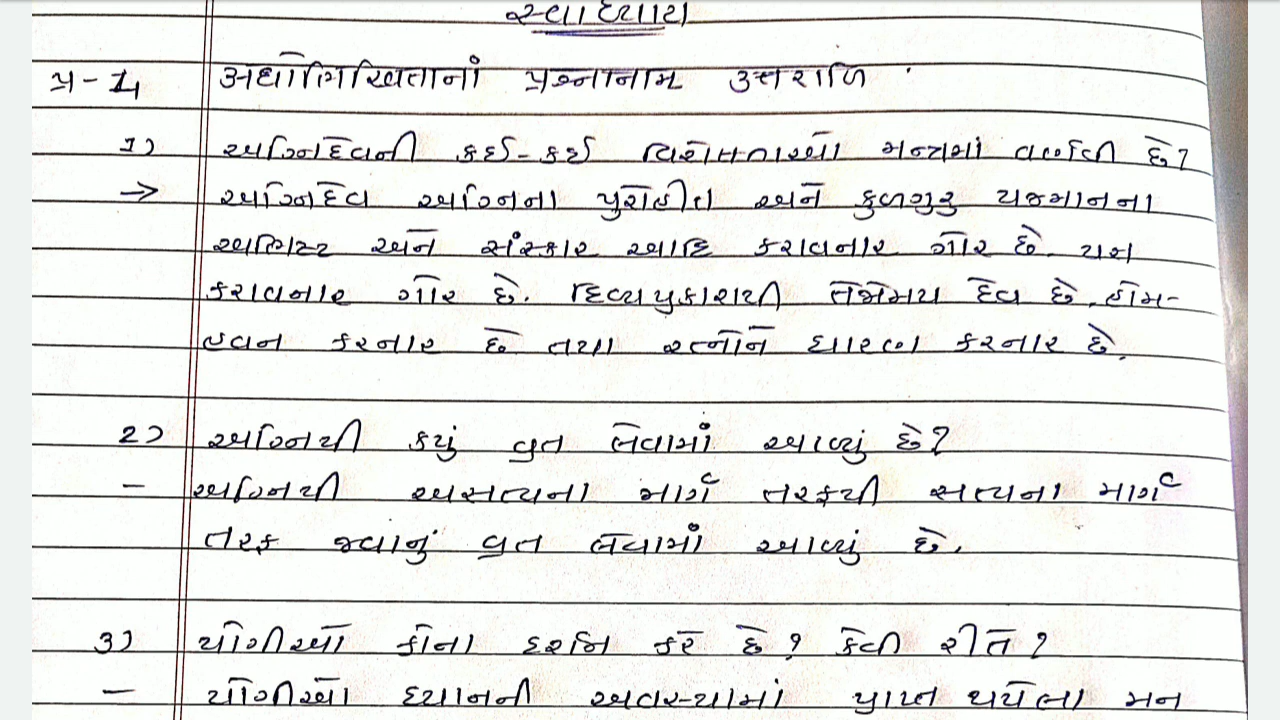 સ્વાધ્યાય
પ્ર-1 અધોલિખિતાનાં પ્રશ્નાનામ ઉત્તરાણિ .
1) અગ્નિદેવની કઈ-કઈ વિશેષતાઓ મન્ત્રમાં વર્ણવી છે?
→ અગ્નિદેવ અગ્નિના પુરોહીત અને કુળગુરુ યજમાનના
અભિષ્ટ અને સંસ્કાર આદિ કરાવનાર ગોર છે. યજ્ઞ
કરાવનાર ગોર છે. દિવ્યપ્રકાશથી તેજોમય દેવ છે. હોમ-
હવન કરનાર છે તથા રત્નોને ધારણ કરનાર છે.
2) અગ્નિથી કયું વ્રત લેવામાં આવ્યું છે?
- અગ્નિથી અસત્યના માર્ગ તરફથી સત્યના માર્ગ
તરફ જવાનું વ્રત લેવામાં આવ્યું છે.
3) યોગીઓ કોના દર્શન કરે છે? કેવી રીતે?
- યોગીઓ ધ્યાનની અવસ્થામાં પ્રાપ્ત થયેલા મન